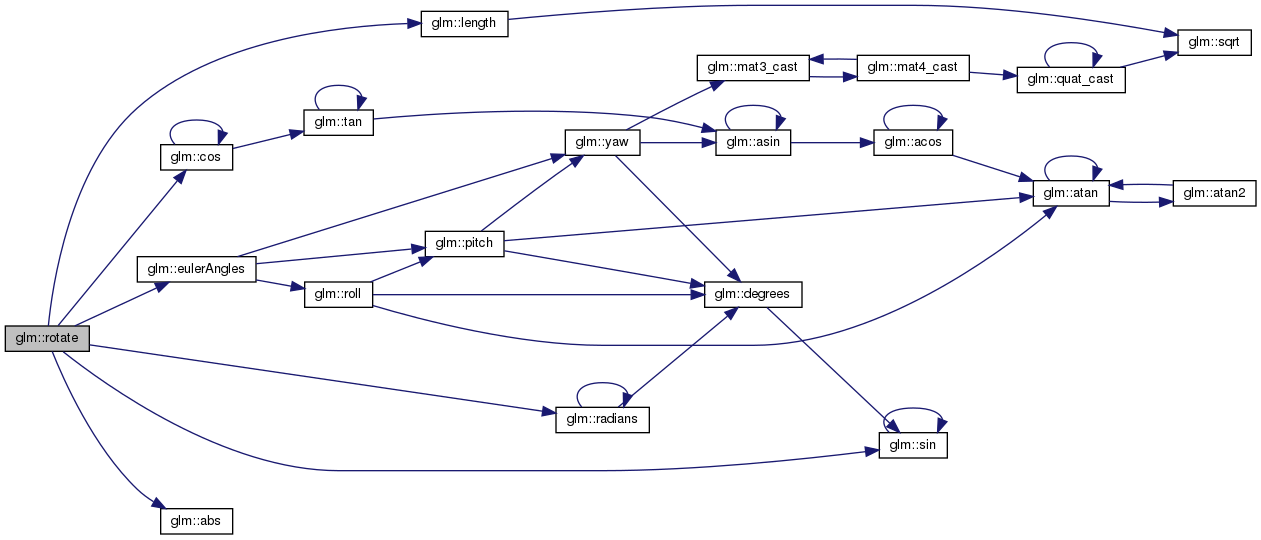 glm::length
glm::sqrt
glm::mat3_cast
glm::mat4_cast
glm::quat_cast
glm::tan
glm::cos
glm::yaw
glm::asin
glm::acos
glm::atan
glm::atan2
glm::pitch
glm::eulerAngles
glm::roll
glm::degrees
glm::rotate
glm::radians
glm::sin
glm::abs